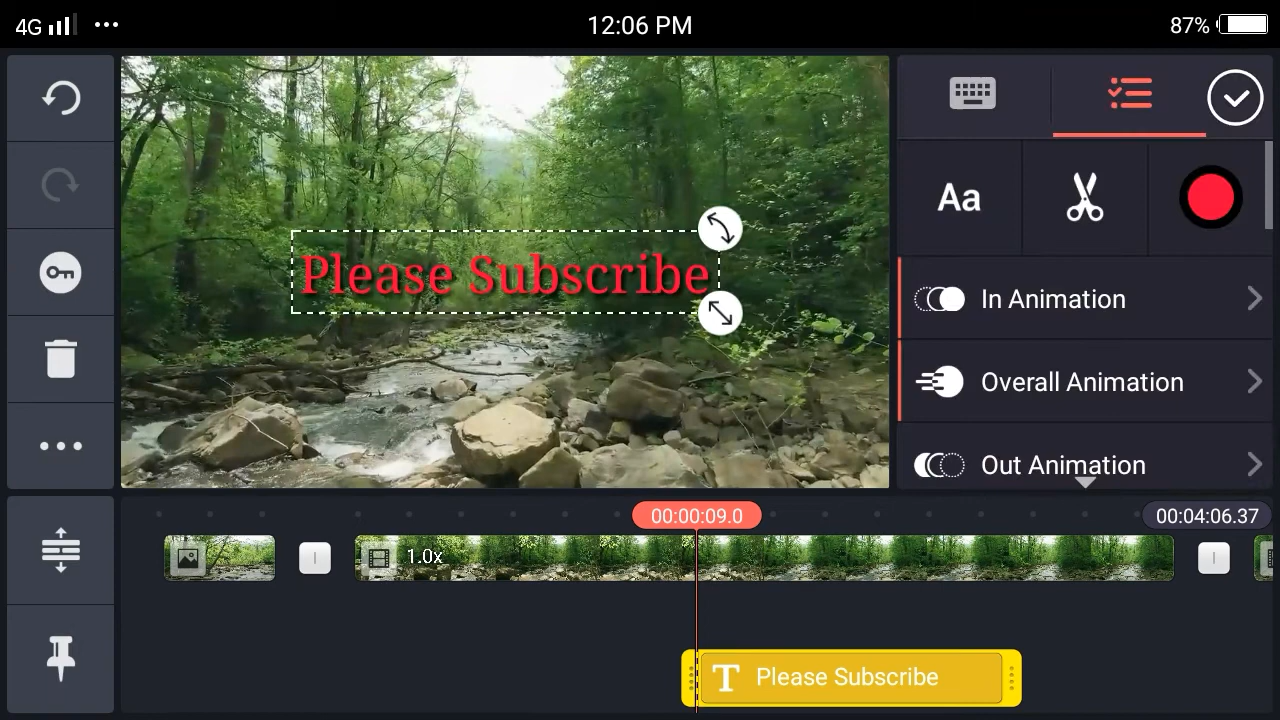 4G
12:06 PM
87%
Please Subscribe
Aa
In Animation
Overall Animation
Out Animation
00:00:09.0
00:04:06.37
1.0x
T Please Subscribe